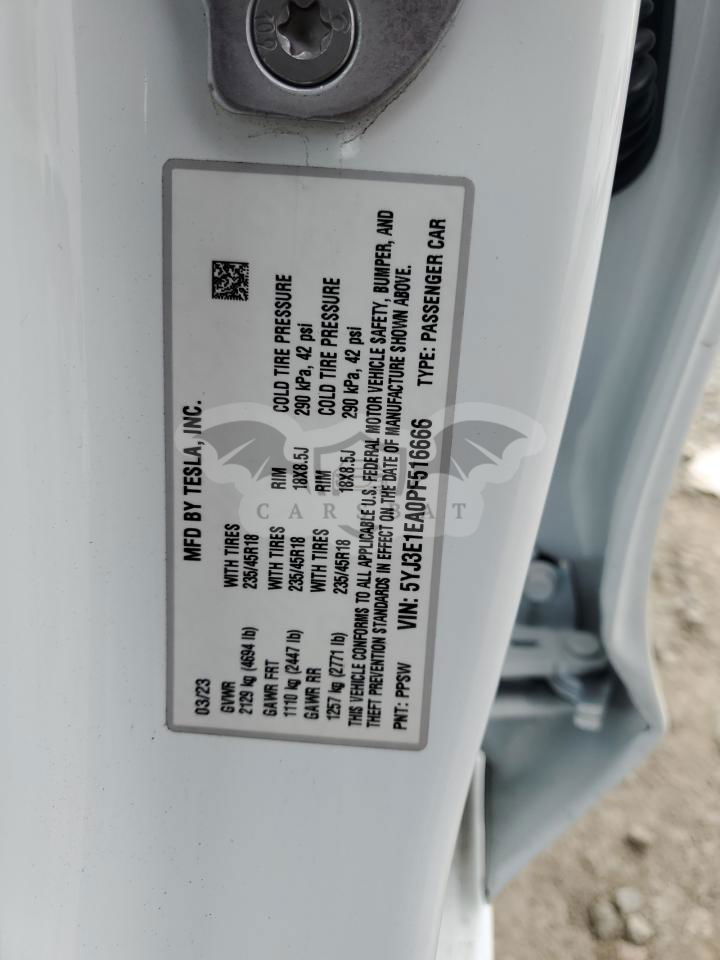 MFD BY TESLA, INC.
03/23
GVWR WITH TIRES RIM COLD TIRE PRESSURE
2129 kg (4694 lb) 235/45R18 18X8.5J 290 kPa, 42 psi
GAWR FRT WITH TIRES RIM COLD TIRE PRESSURE
1110 kg (2447 lb) 235/45R18 18X8.5J 290 kPa, 42 psi
GAWR RR WITH TIRES
1257 kg (2771 lb) 235/45R18
THIS VEHICLE CONFORMS TO ALL APPLICABLE U.S. FEDERAL MOTOR VEHICLE SAFETY, BUMPER, AND
THEFT PREVENTION STANDARDS IN EFFECT ON THE DATE OF MANUFACTURE SHOWN ABOVE.
PNT: PPSW VIN: 5YJ3E1EA0PF516666 TYPE: PASSENGER CAR
CARSBAT